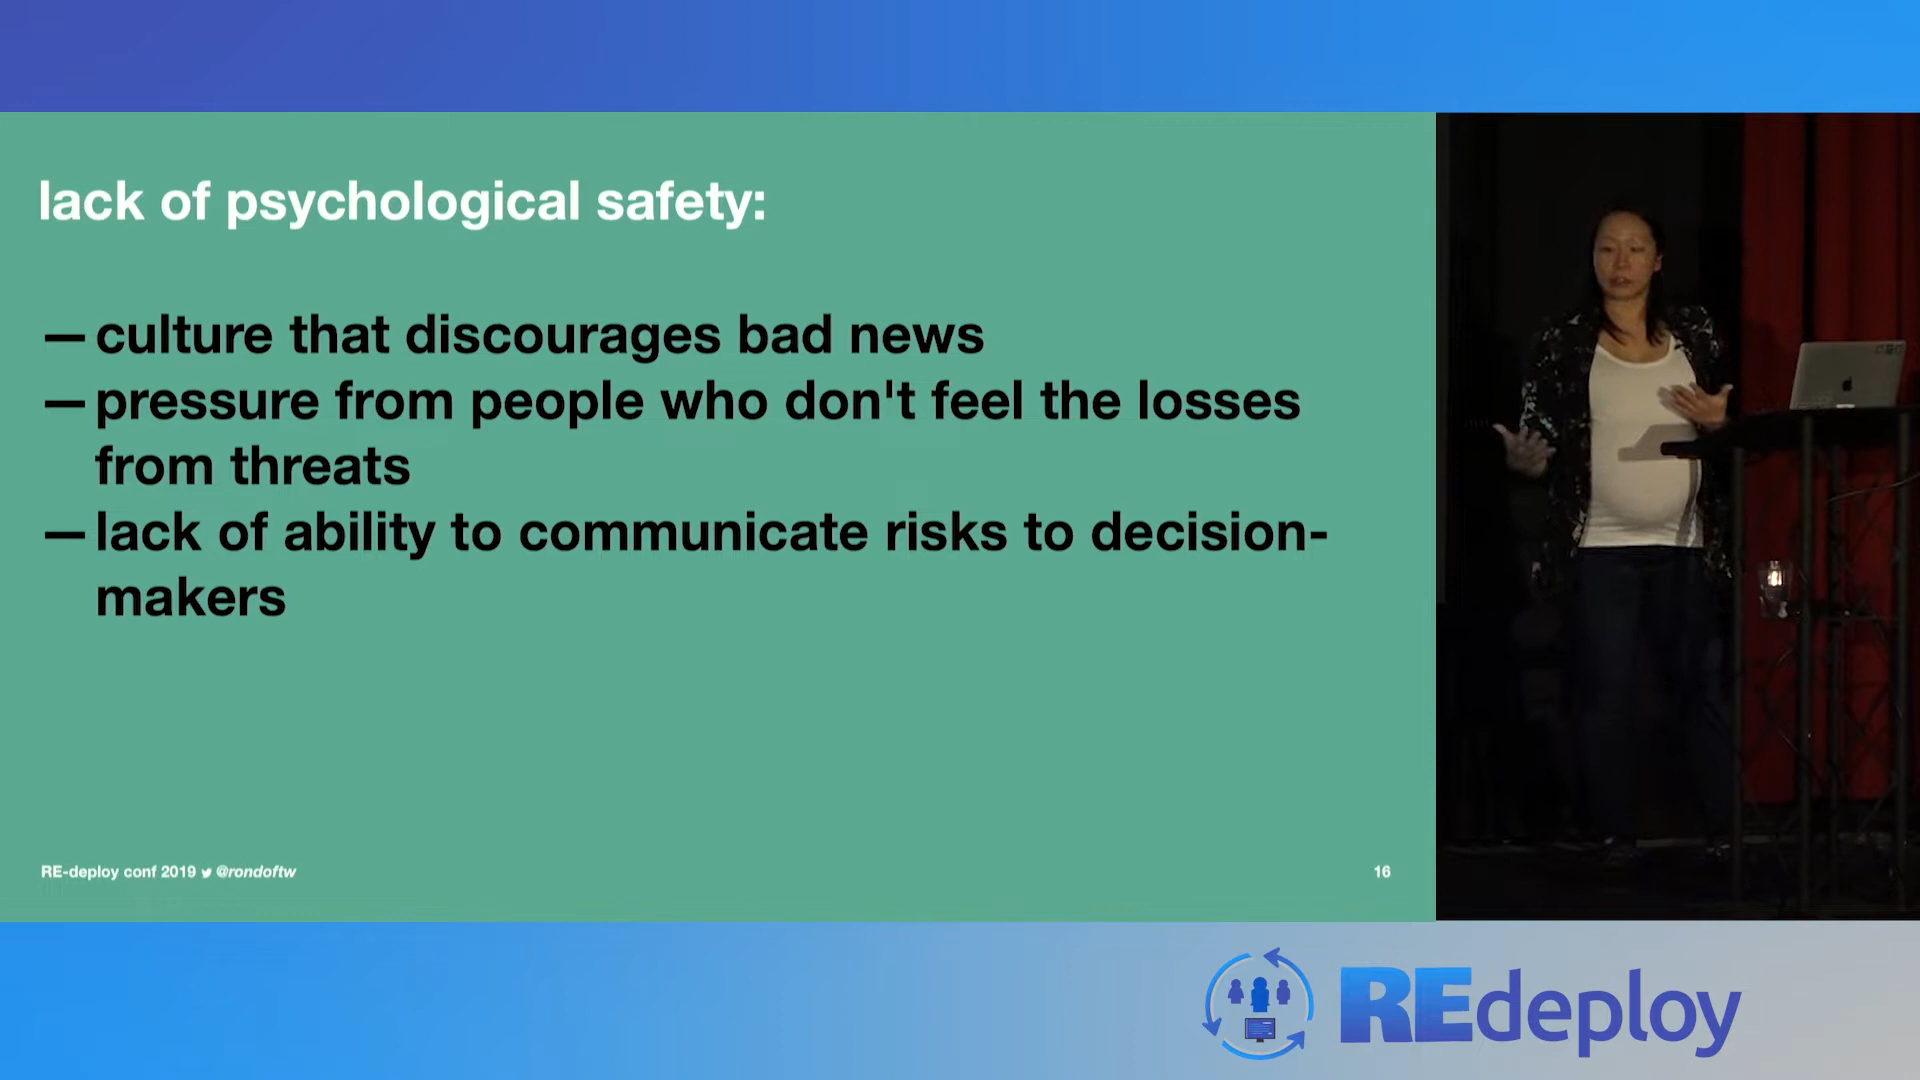 lack of psychological safety:
— culture that discourages bad news
— pressure from people who don't feel the losses
from threats
— lack of ability to communicate risks to decision-
makers
RE-deploy conf 2019 @rondoftw
16
REdeploy